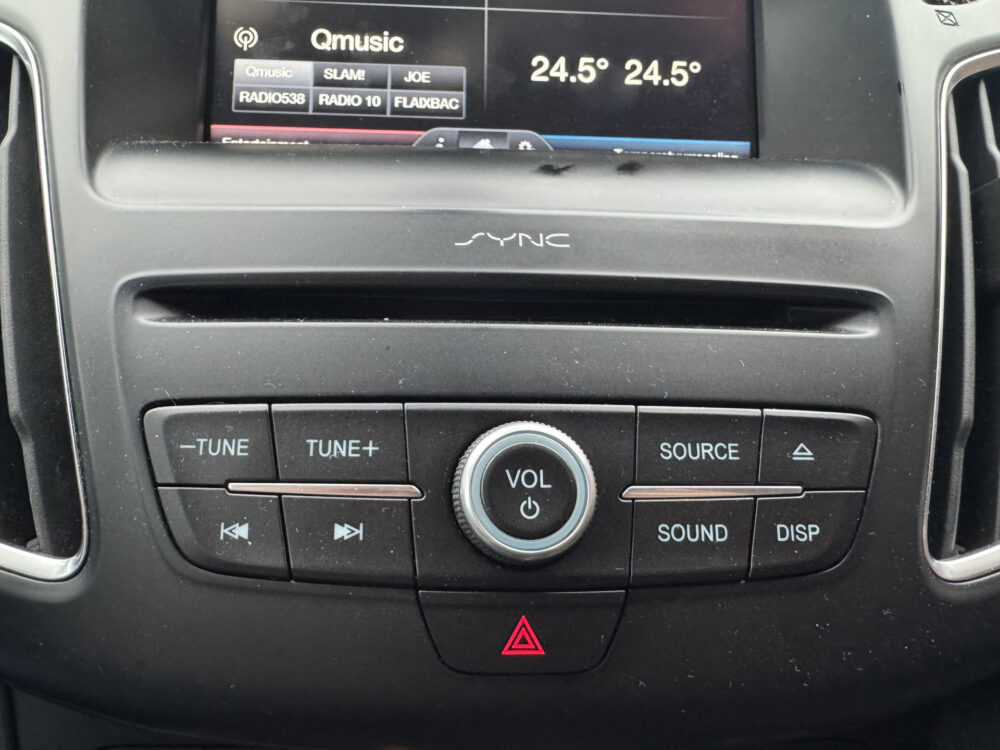 Qmusic
24.5° 24.5°
Qmusic SLAM! JOE
RADIO538 RADIO 10 FLAIXBAC
Entertainment
SYNC
–TUNE TUNE+ VOL SOURCE
SOUND DISP